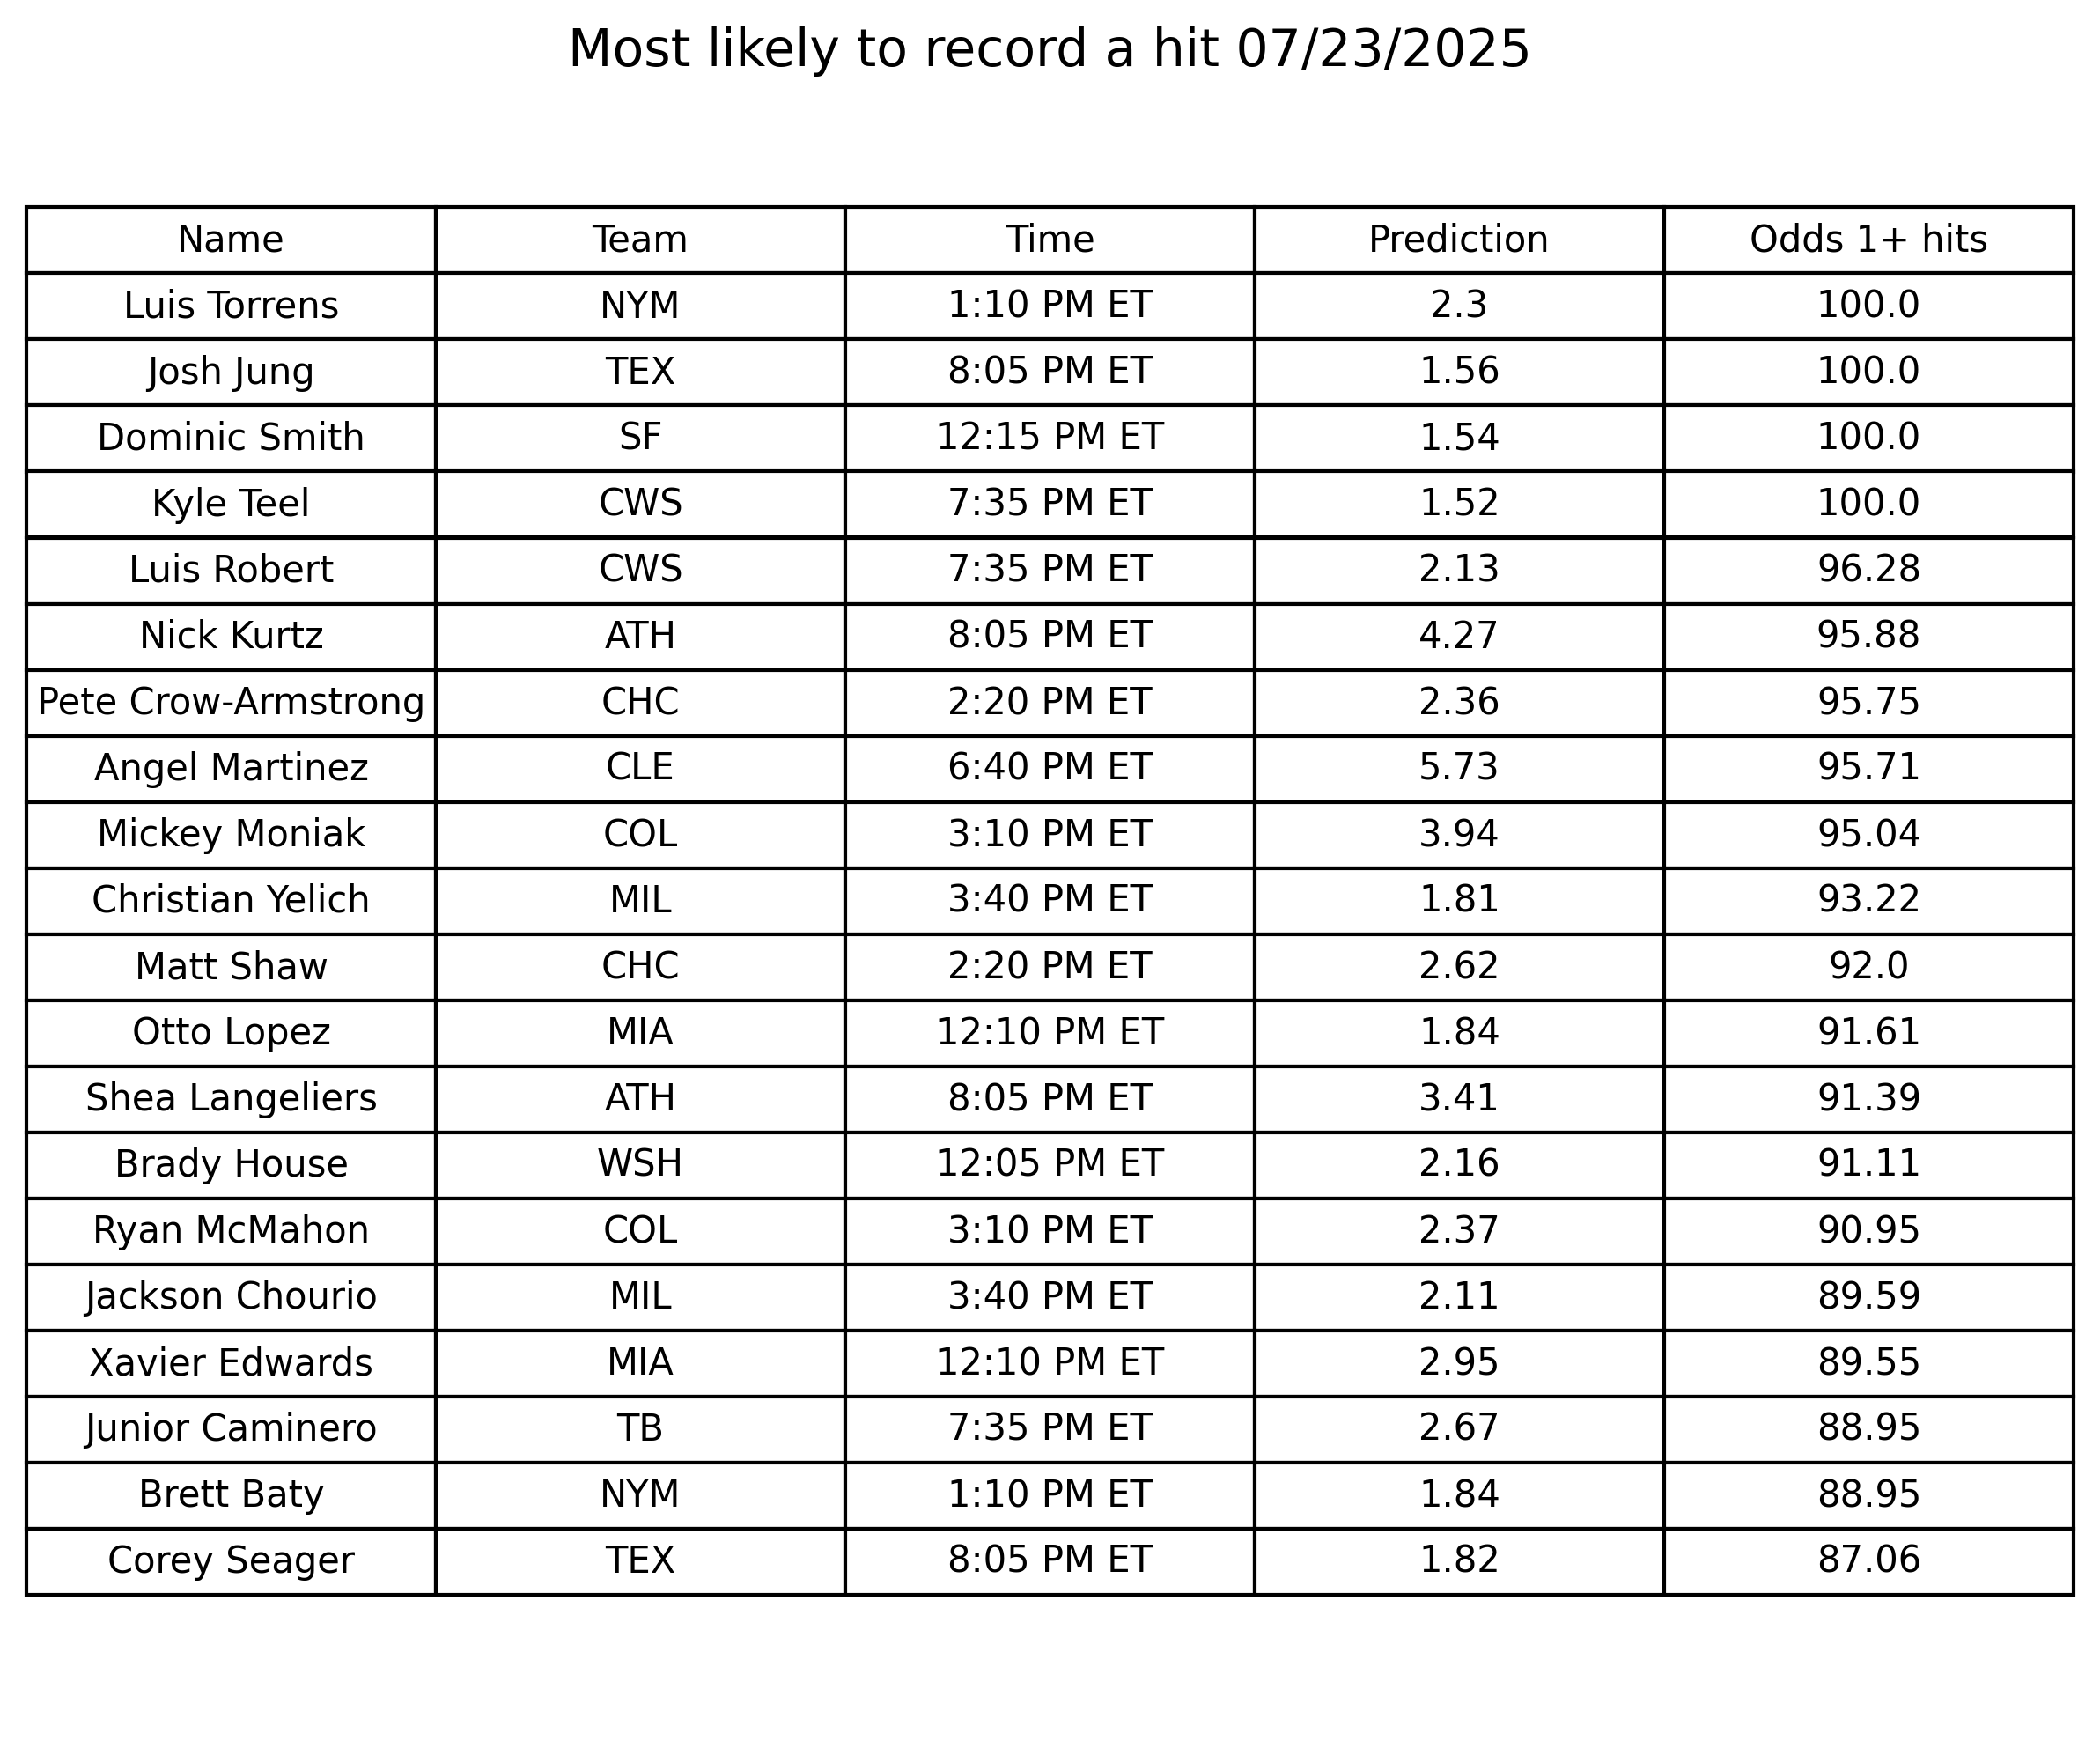 Most likely to record a hit 07/23/2025
Name Team Time Prediction Odds 1+ hits
Luis Torrens NYM 1:10 PM ET 2.3 100.0
Josh Jung TEX 8:05 PM ET 1.56 100.0
Dominic Smith SF 12:15 PM ET 1.54 100.0
Kyle Teel CWS 7:35 PM ET 1.52 100.0
Luis Robert CWS 7:35 PM ET 2.13 96.28
Nick Kurtz ATH 8:05 PM ET 4.27 95.88
Pete Crow-Armstrong CHC 2:20 PM ET 2.36 95.75
Angel Martinez CLE 6:40 PM ET 5.73 95.71
Mickey Moniak COL 3:10 PM ET 3.94 95.04
Christian Yelich MIL 3:40 PM ET 1.81 93.22
Matt Shaw CHC 2:20 PM ET 2.62 92.0
Otto Lopez MIA 12:10 PM ET 1.84 91.61
Shea Langeliers ATH 8:05 PM ET 3.41 91.39
Brady House WSH 12:05 PM ET 2.16 91.11
Ryan McMahon COL 3:10 PM ET 2.37 90.95
Jackson Chourio MIL 3:40 PM ET 2.11 89.59
Xavier Edwards MIA 12:10 PM ET 2.95 89.55
Junior Caminero TB 7:35 PM ET 2.67 88.95
Brett Baty NYM 1:10 PM ET 1.84 88.95
Corey Seager TEX 8:05 PM ET 1.82 87.06